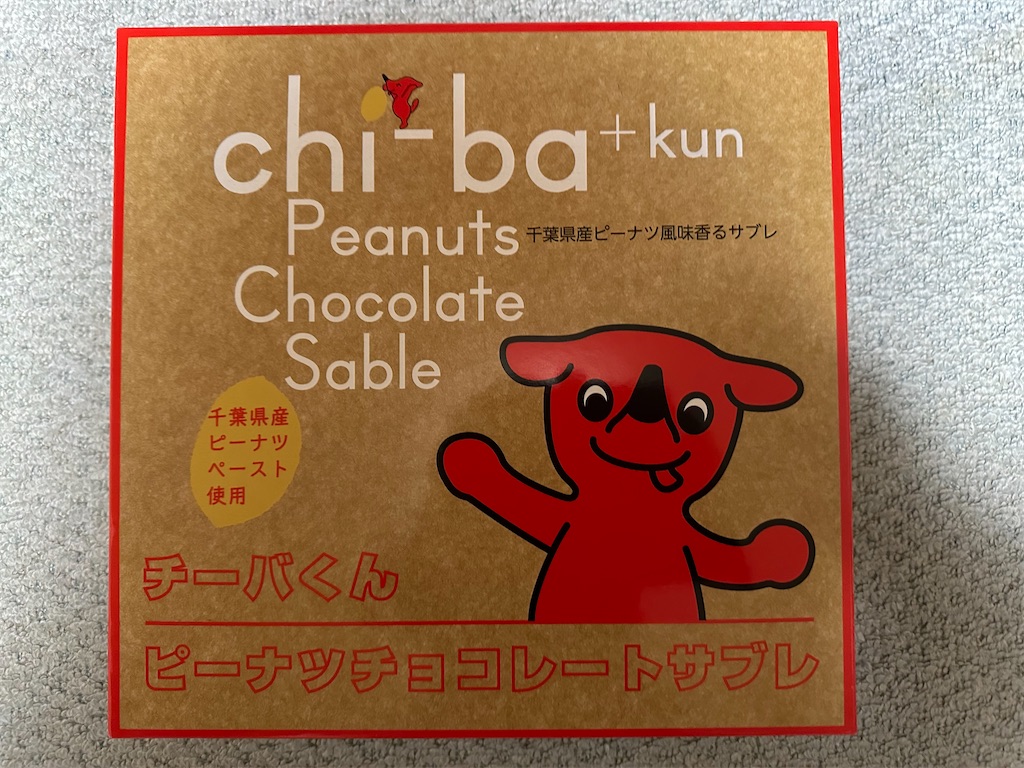 chi-ba+kun
Peanuts
千葉県産ピーナツ風味香るサブレ
Chocolate
Sable
千葉県産
ピーナツ
ペースト
使用
チーバくん
ピーナツチョコレートサブレ